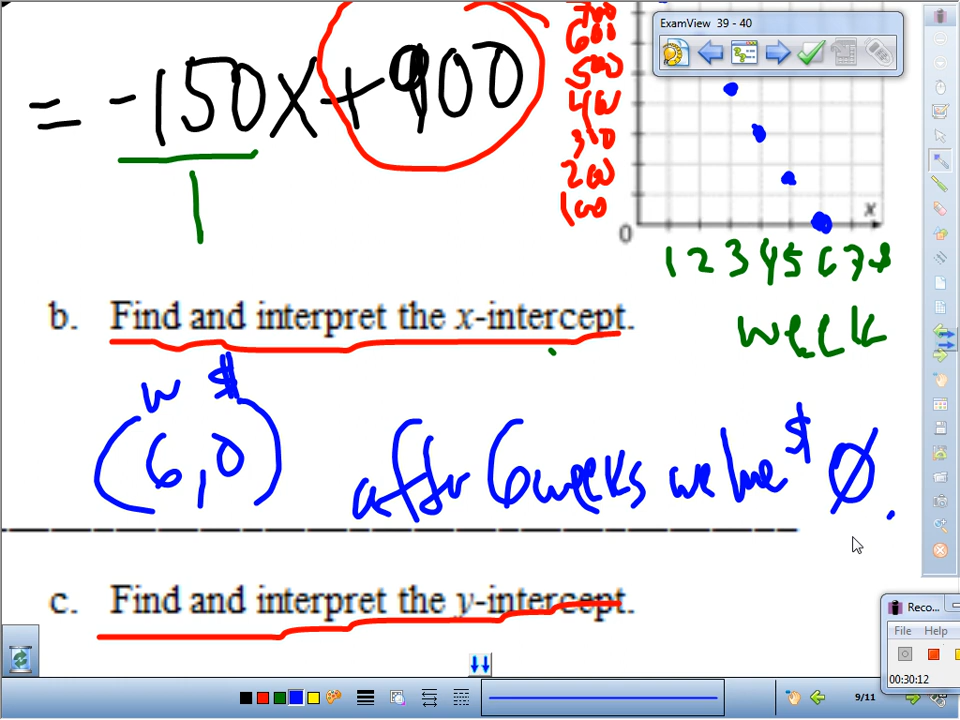 ExamView 39 - 40
700
600
500
400
300
200
100
= -150x+900
1
x
0
1 2 3 4 5 6 7 8
week
b. Find and interpret the x-intercept.
w $
(6,0) after 6 weeks we have $ 0.
c. Find and interpret the y-intercept.
Reco...
File Help
00:30:12
9/11